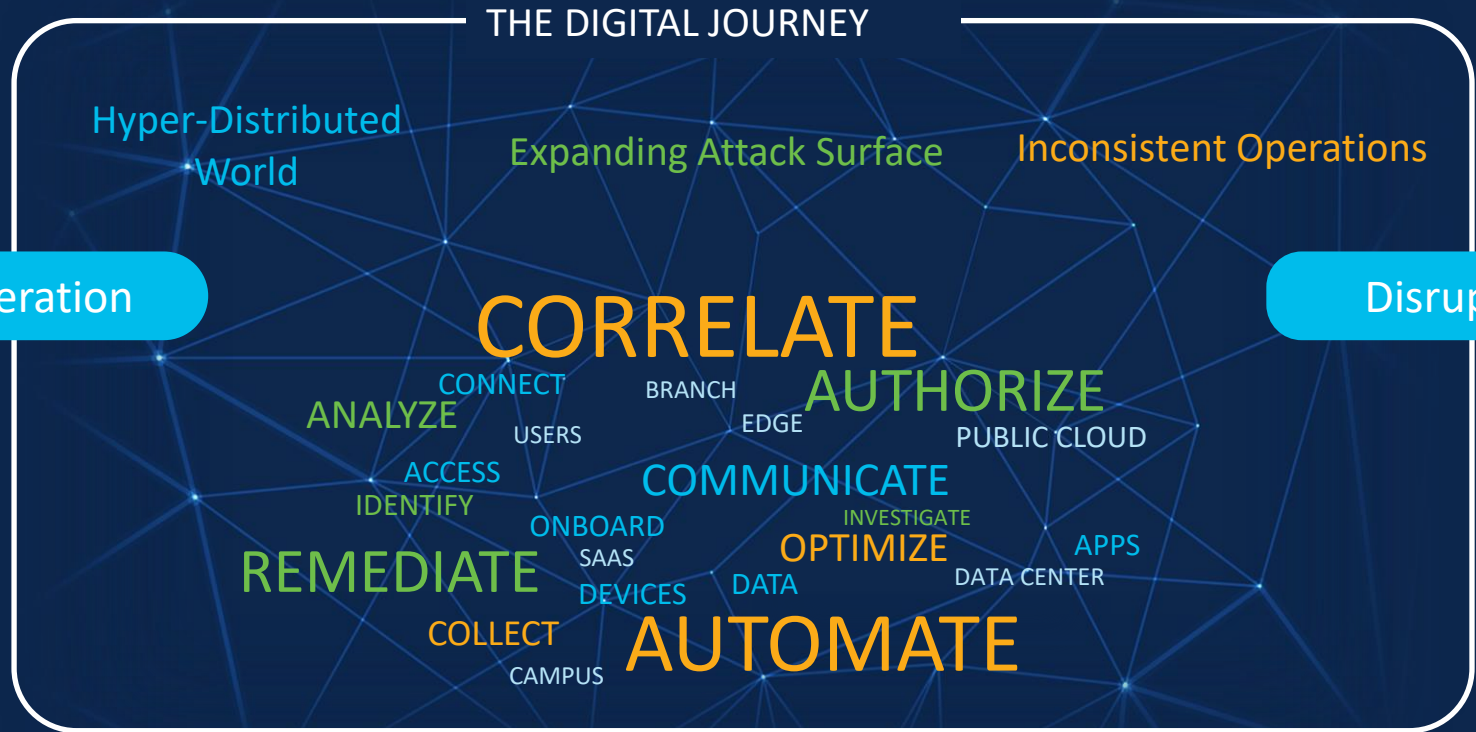 THE DIGITAL JOURNEY
Hyper-Distributed
World
Expanding Attack Surface
Inconsistent Operations
eration
Disrup
CORRELATE
CONNECT
BRANCH
AUTHORIZE
ANALYZE
USERS
EDGE
PUBLIC CLOUD
ACCESS
COMMUNICATE
IDENTIFY
ONBOARD
INVESTIGATE
REMEDIATE
SAAS
OPTIMIZE
APPS
DEVICES
DATA
DATA CENTER
COLLECT
AUTOMATE
CAMPUS